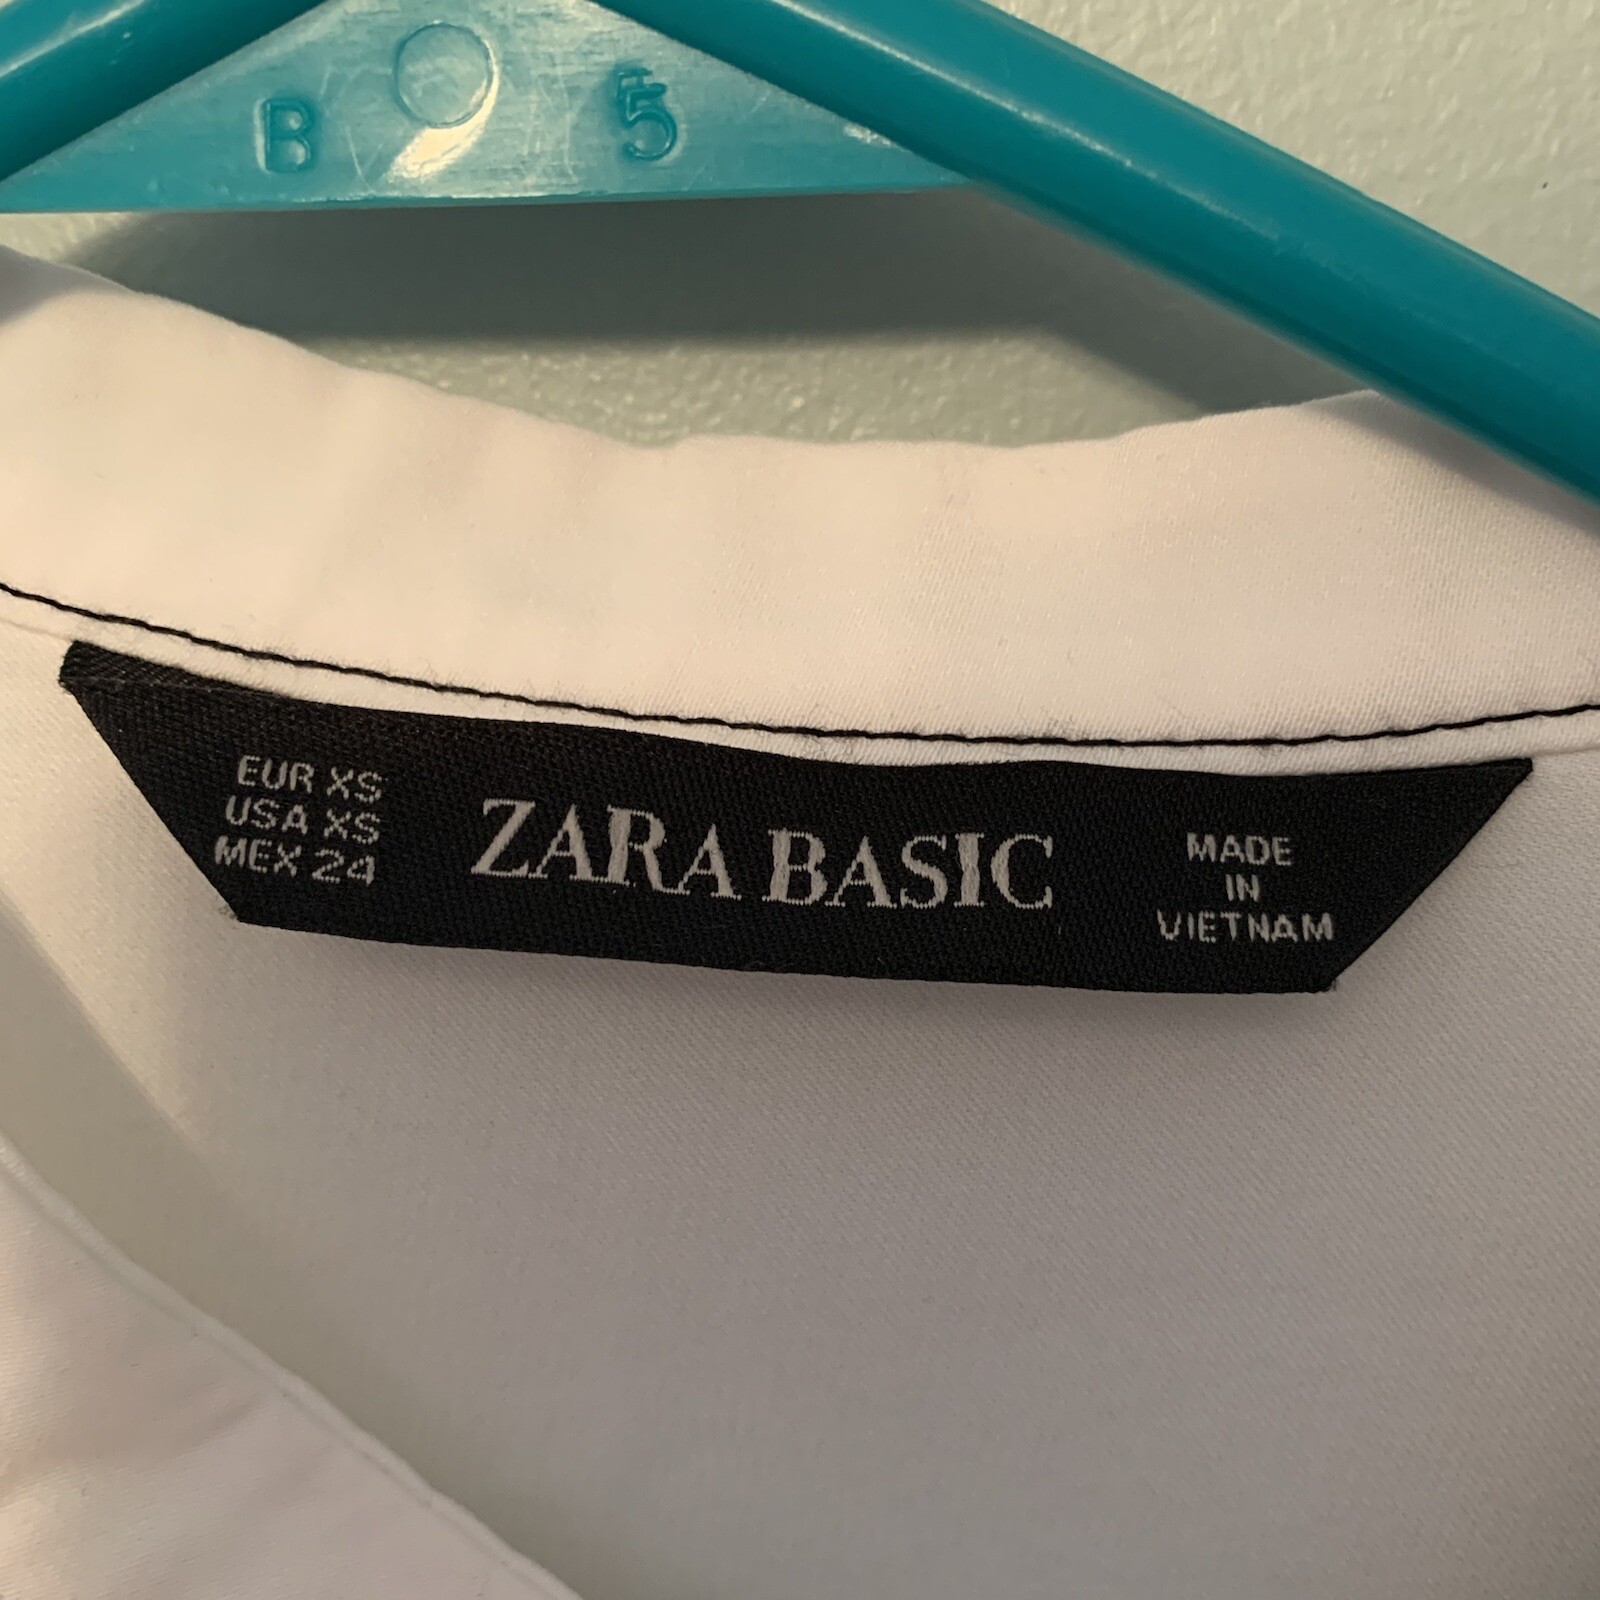 B 5
EUR XS
USA XS
MEX 24
ZARA BASIC
MADE
IN
VIETNAM